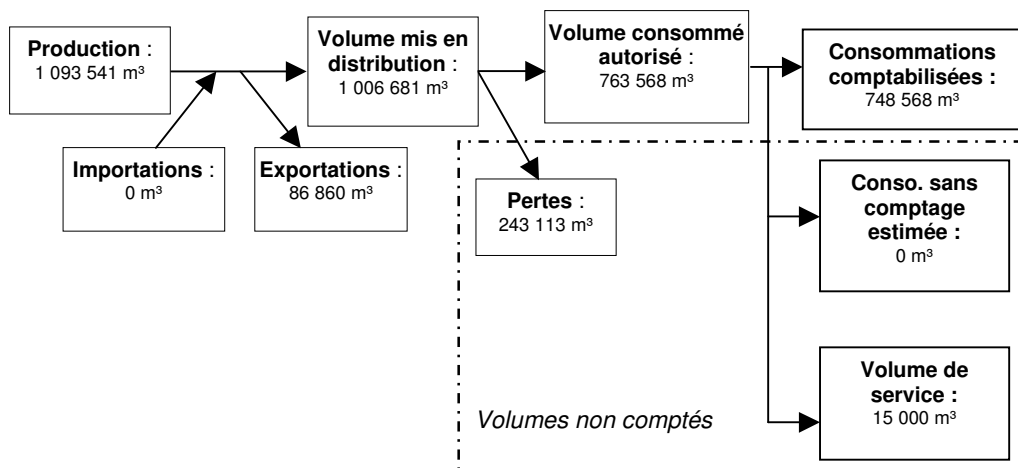 Production :
1 093 541 m³
Volume mis en
distribution :
1 006 681 m³
Volume consommé
autorisé :
763 568 m³
Consommations
comptabilisées :
748 568 m³
Importations :
0 m³
Exportations :
86 860 m³
Pertes :
243 113 m³
Conso. sans
comptage
estimée :
0 m³
Volume de
service :
15 000 m³
Volumes non comptés